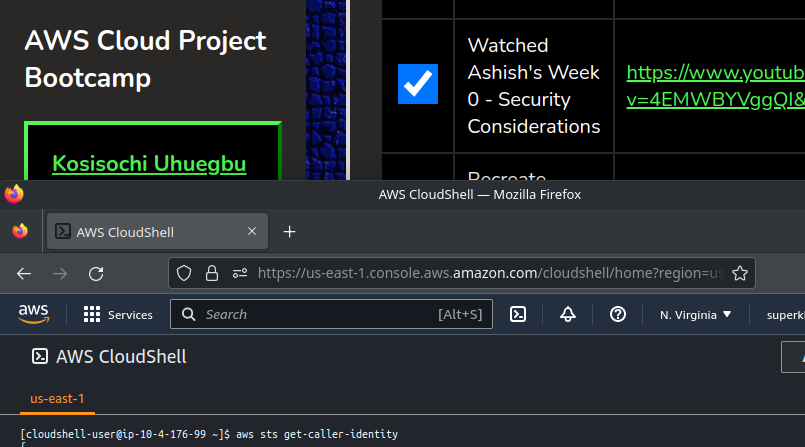 AWS Cloud Project
Bootcamp
Kosisochi Uhuegbu
Watched
Ashish's Week
0 - Security
Considerations
https://www.youtub
v=4EMWBYVggQI&
Recreate
AWS CloudShell — Mozilla Firefox
AWS CloudShell
https://us-east-1.console.aws.amazon.com/cloudshell/home?region=us
aws
Services
Search
[Alt+S]
N. Virginia
superk
AWS CloudShell
us-east-1
[cloudshell-user@ip-10-4-176-99 ~]$ aws sts get-caller-identity
{